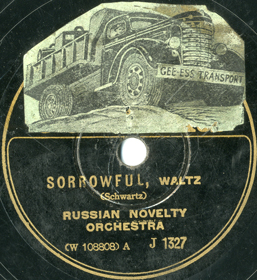 GEE-ESS TRANSPORT
SORROWFUL, WALTZ
(Schwartz)
RUSSIAN NOVELTY
ORCHESTRA
(W 108808) A J 1327